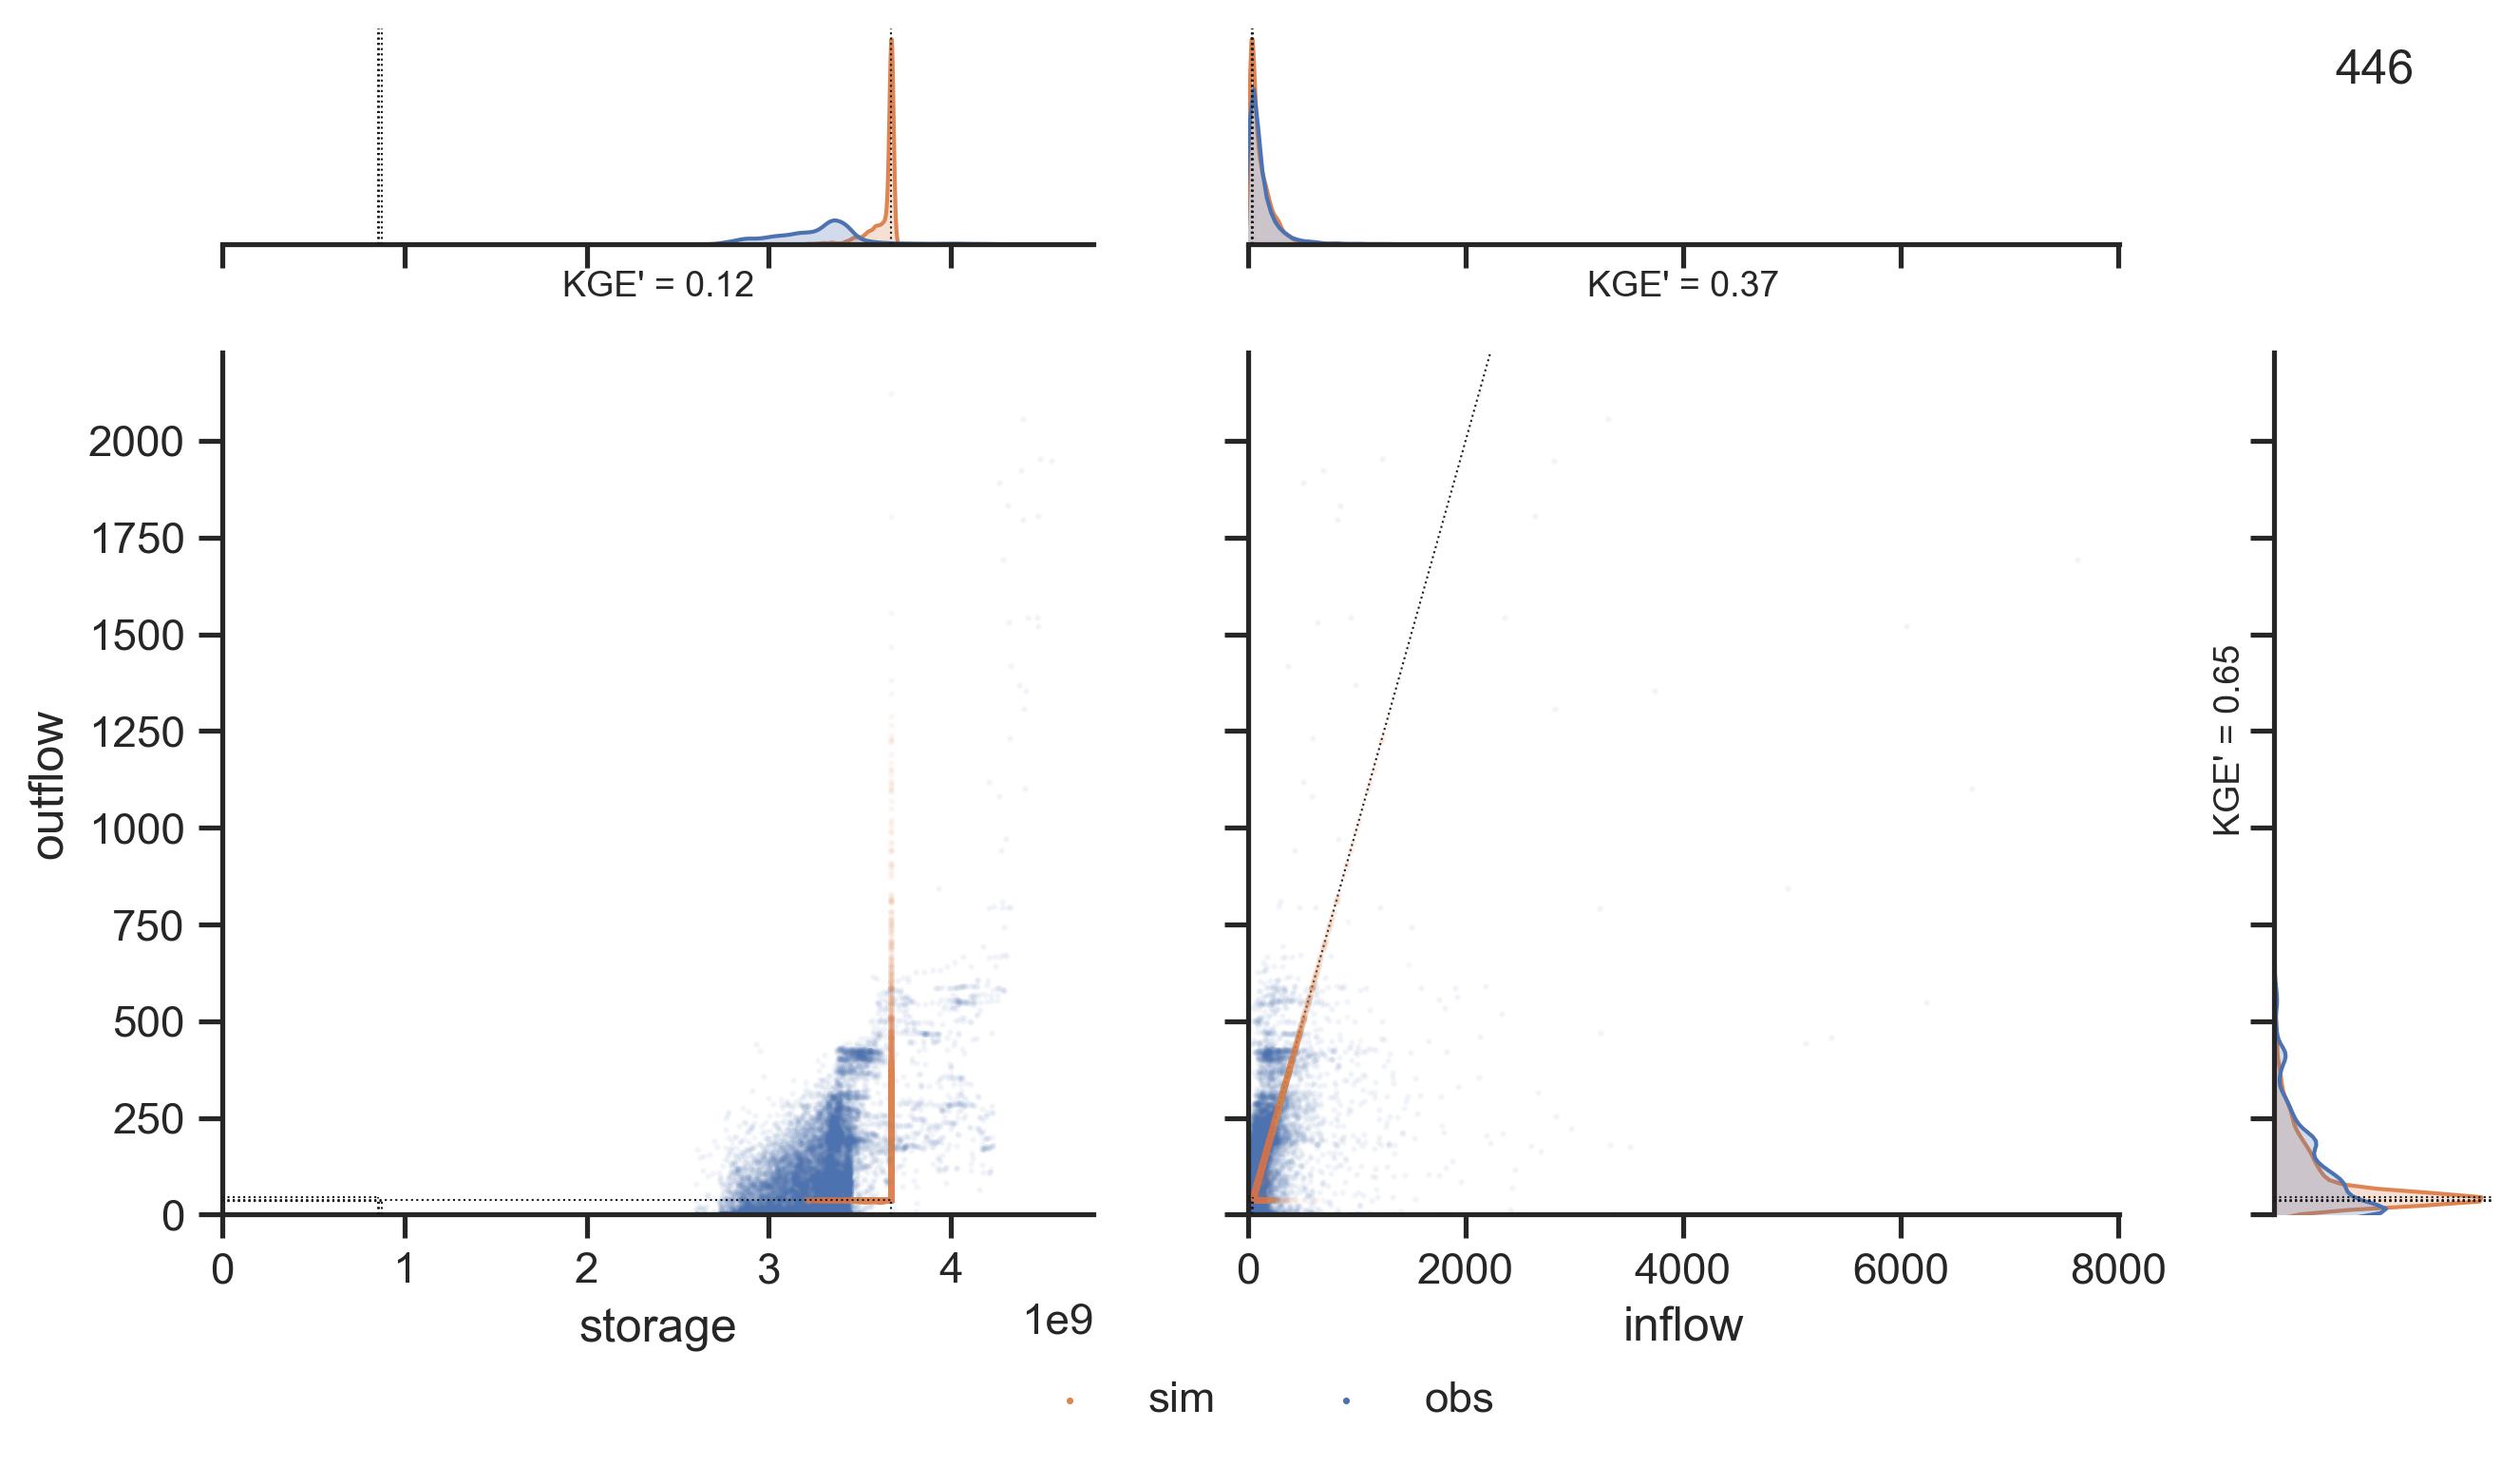 446
KGE' = 0.12
KGE' = 0.37
outflow
2000
1750
1500
1250
1000
750
500
250
0
KGE' = 0.65
0 1 2 3 4
0 2000 4000 6000 8000
storage
1e9
inflow
sim obs